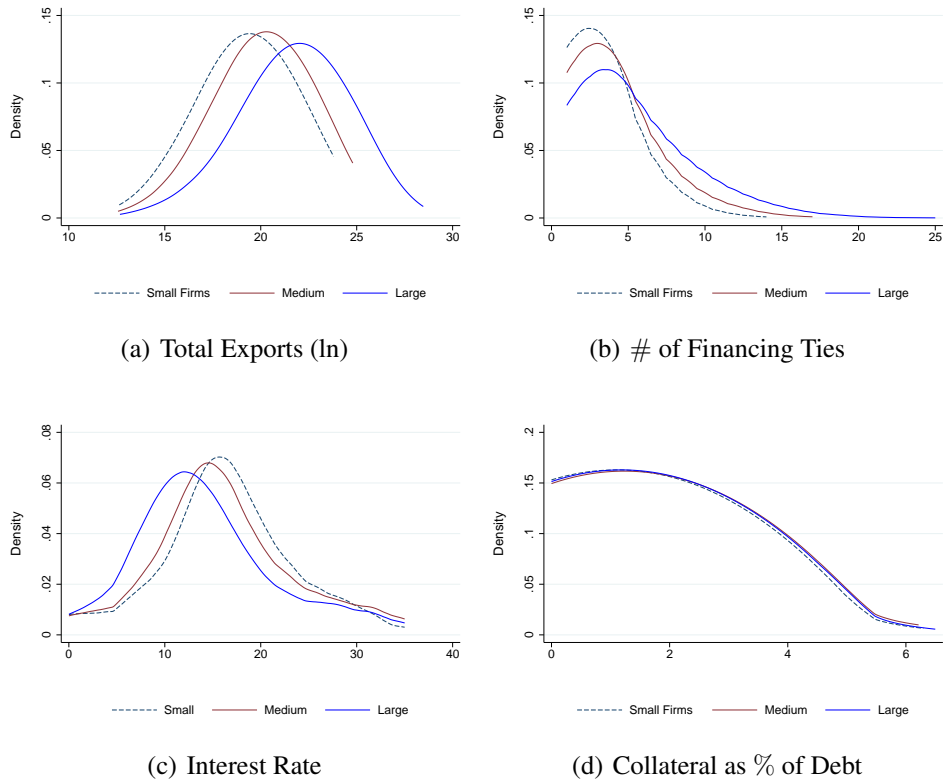 .15
.1
.05
0
Density
10 15 20 25 30
Small Firms Medium Large
(a) Total Exports (ln)
.15
.1
.05
0
Density
0 5 10 15 20 25
Small Firms Medium Large
(b) # of Financing Ties
.08
.06
.04
.02
0
Density
0 10 20 30 40
Small Medium Large
(c) Interest Rate
.2
.15
.1
.05
0
Density
0 2 4 6
Small Firms Medium Large
(d) Collateral as % of Debt